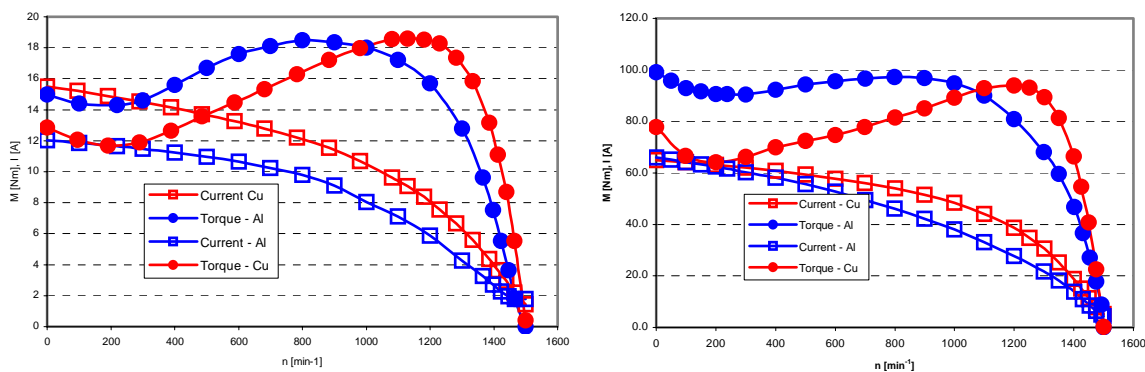 M [Nm], I [A]
20
18
16
14
12
10
8
6
4
2
0
0 200 400 600 800 1000 1200 1400 1600
n [min-1]
Current Cu
Torque - Al
Current - Al
Torque - Cu
M [Nm], I [A]
120.0
100.0
80.0
60.0
40.0
20.0
0.0
0 200 400 600 800 1000 1200 1400 1600
n [min⁻¹]
Current - Cu
Torque - Al
Current - Al
Torque - Cu